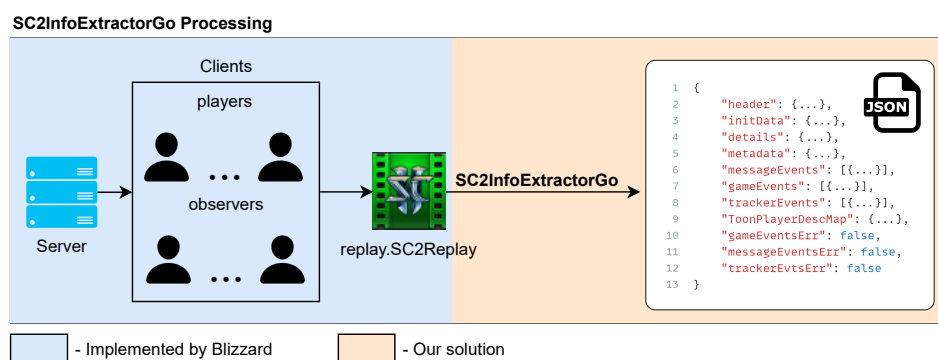 SC2InfoExtractorGo Processing
Clients
players
observers
Server
replay.SC2Replay
SC2InfoExtractorGo
JSON
1 {
2 "header": {...},
3 "initData": {...},
4 "details": {...},
5 "metadata": {...},
6 "messageEvents": [{...}],
7 "gameEvents": [{...}],
8 "trackerEvents": [{...}],
9 "ToonPlayerDescMap": {...},
10 "gameEventsErr": false,
11 "messageEventsErr": false,
12 "trackerEvtsErr": false
13 }
- Implemented by Blizzard
- Our solution